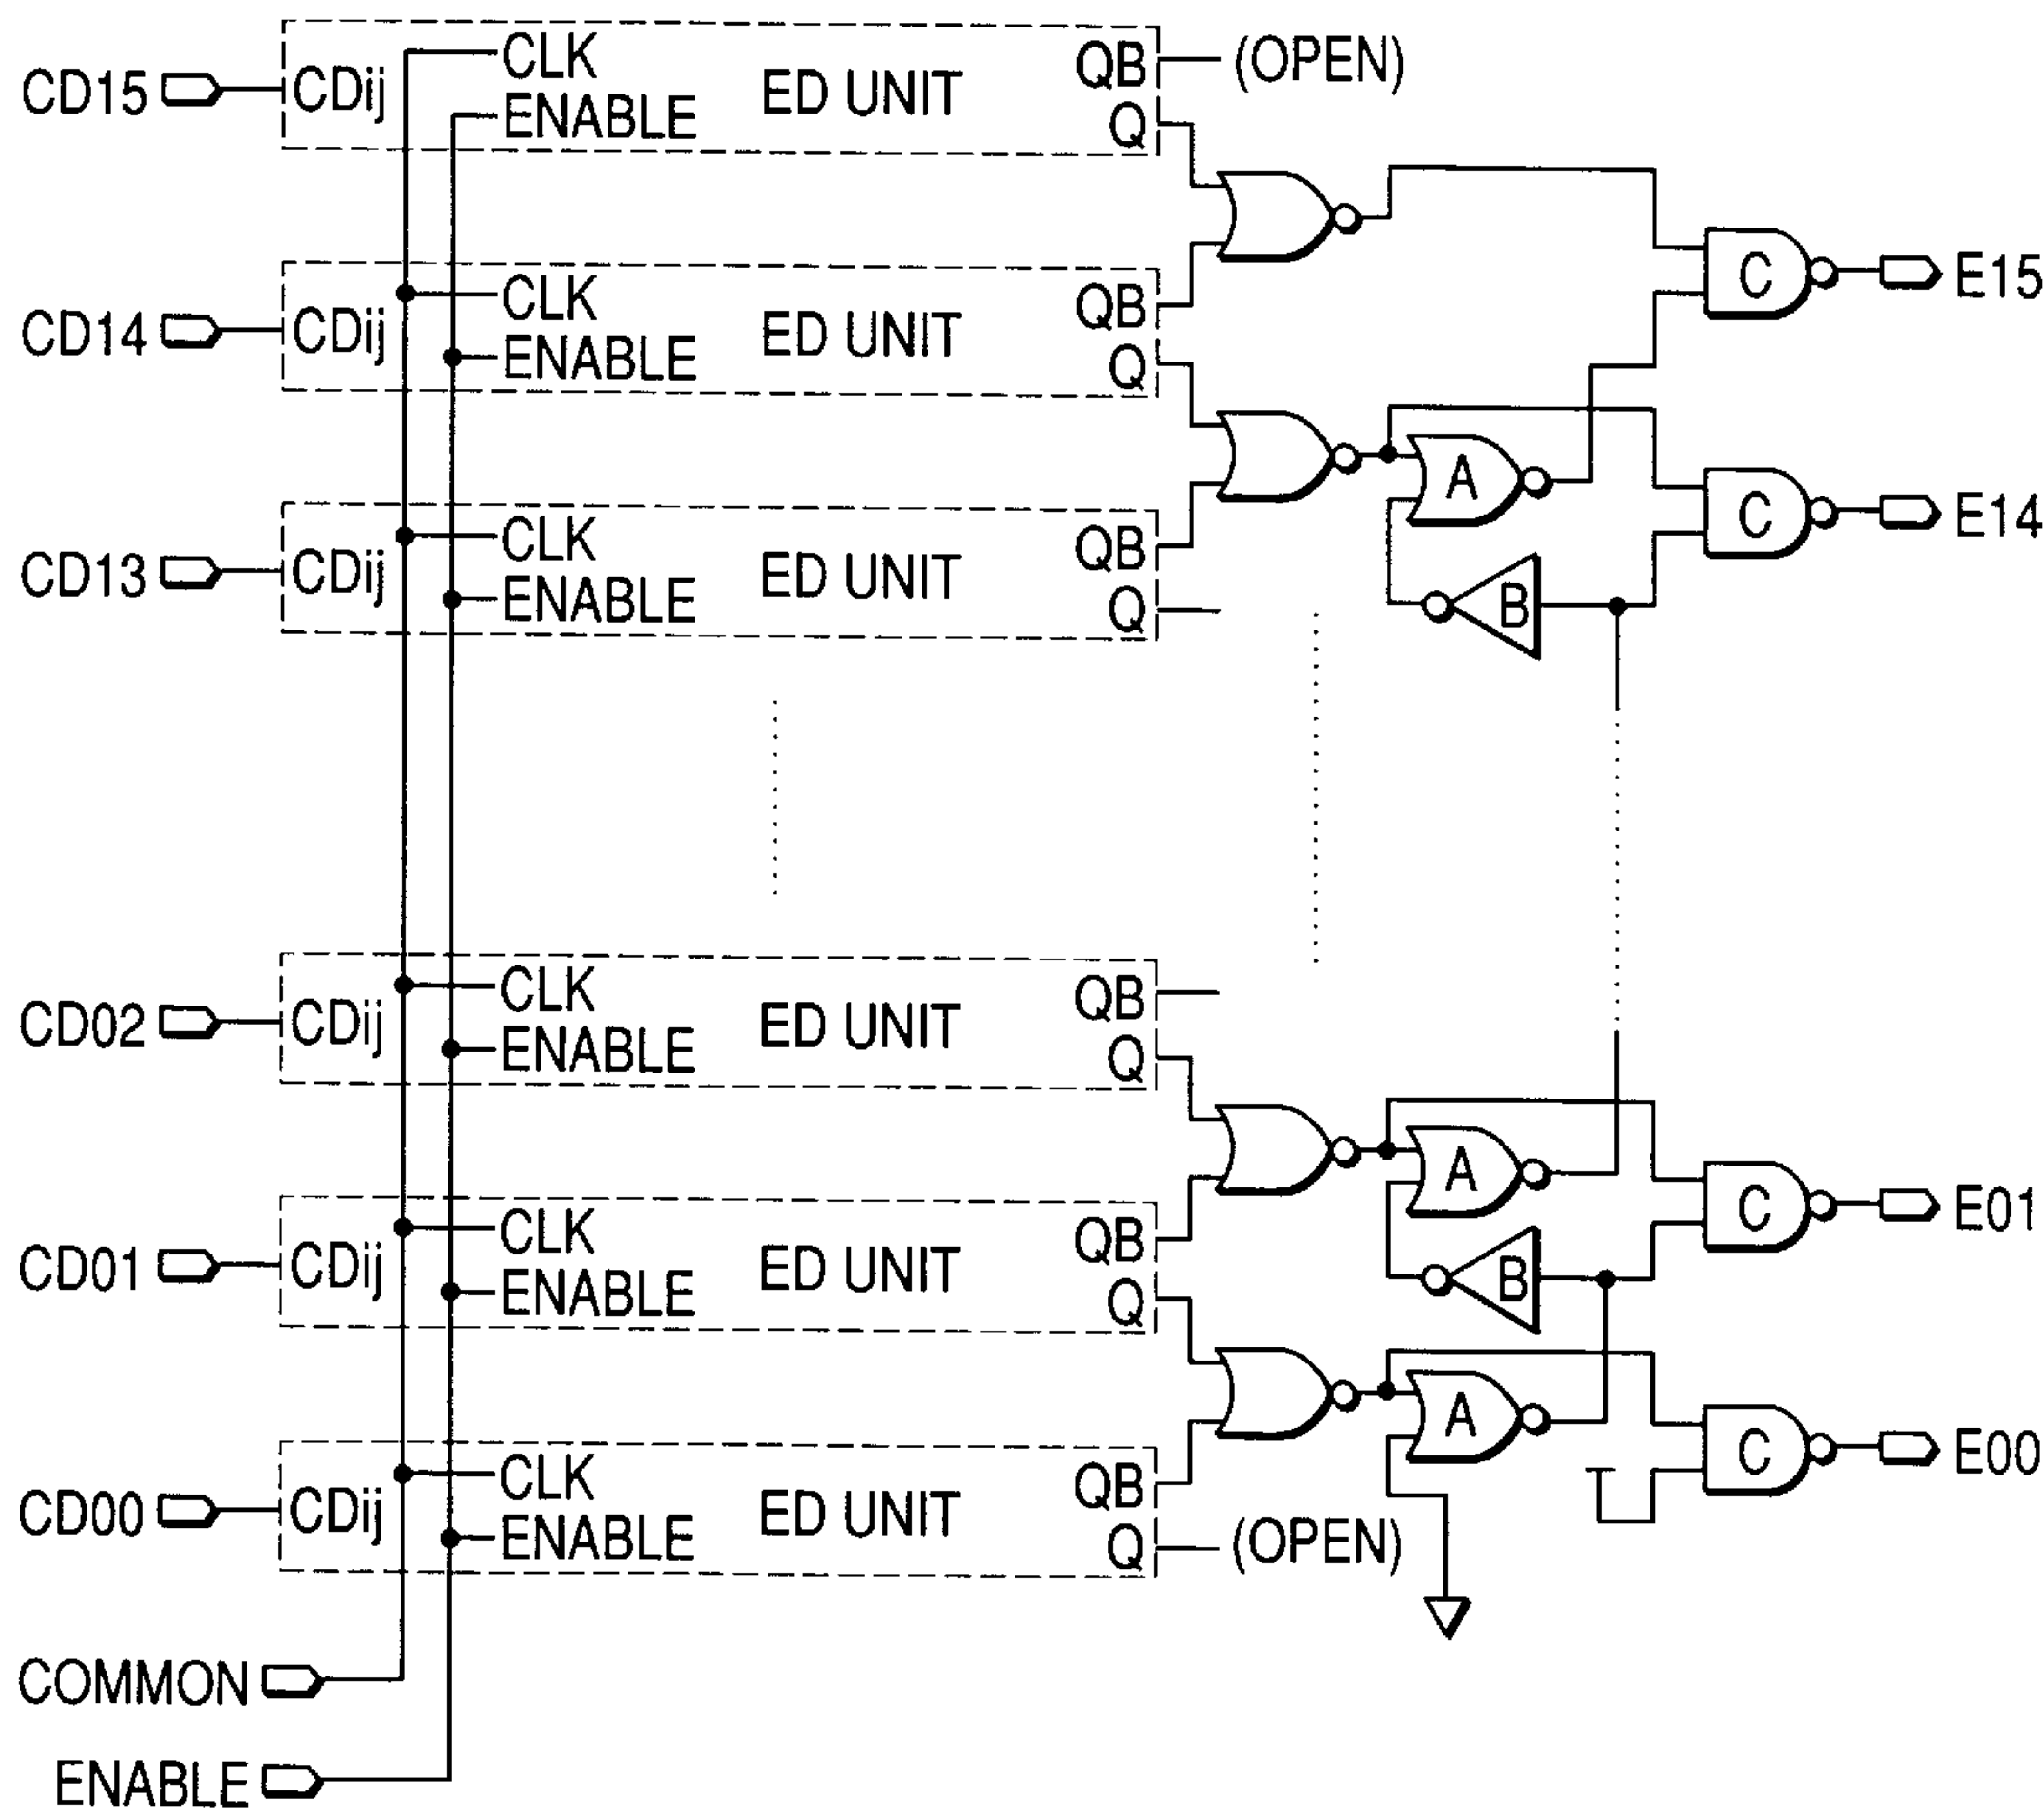 CLK
QB (OPEN)
CD15 CDij ED UNIT
ENABLE Q
CLK QB
CD14 CDij ED UNIT C E15
ENABLE Q
A
CLK QB C E14
CD13 CDij ED UNIT
ENABLE Q B
CLK QB
CD02 CDij ED UNIT
ENABLE Q
A
CLK QB C E01
CD01 CDij ED UNIT
ENABLE Q B
A
CLK QB C E00
CD00 CDij ED UNIT
ENABLE Q (OPEN)
COMMON
ENABLE